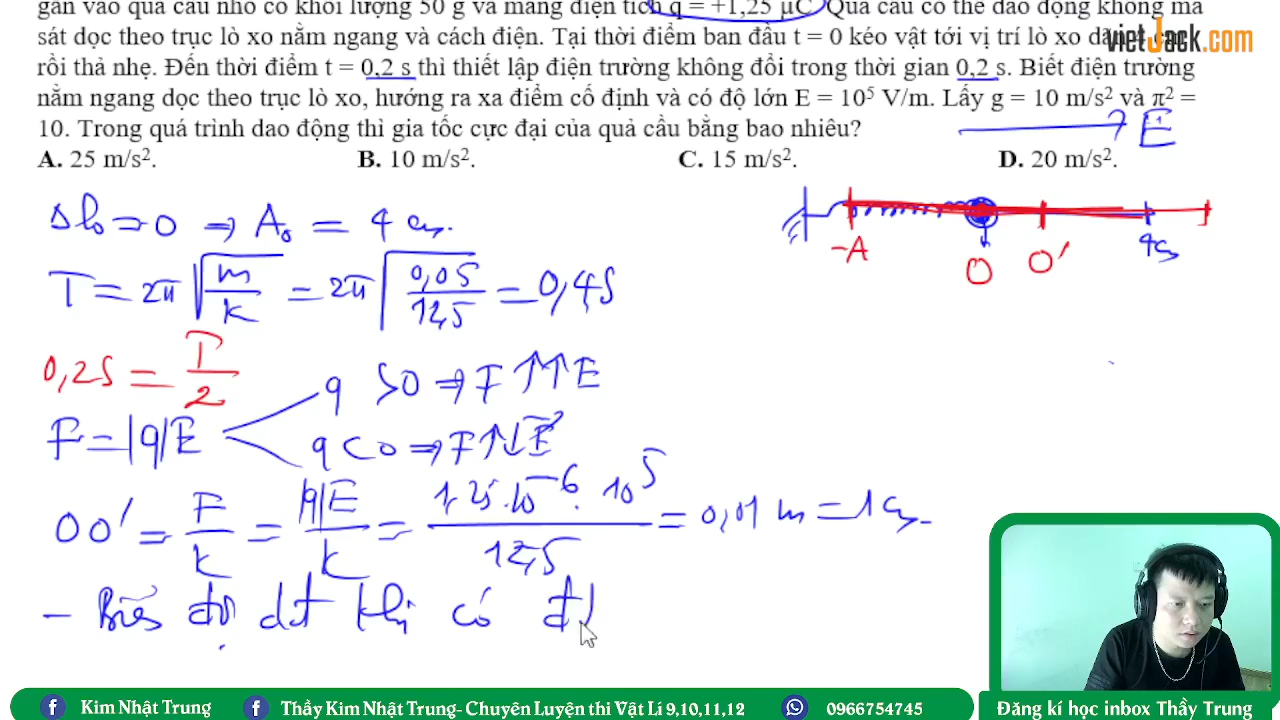 gắn vào quả cầu nhỏ có khối lượng 50 g và mang điện tích q = +1,25 μC. Quả cầu có thể dao động không ma
sát dọc theo trục lò xo nằm ngang và cách điện. Tại thời điểm ban đầu t = 0 kéo vật tới vị trí lò xo
vietJack.com
rồi thả nhẹ. Đến thời điểm t = 0,2 s thì thiết lập điện trường không đổi trong thời gian 0,2 s. Biết điện trường
nằm ngang dọc theo trục lò xo, hướng ra xa điểm cố định và có độ lớn E = 10⁵ V/m. Lấy g = 10 m/s² và π² =
10. Trong quá trình dao động thì gia tốc cực đại của quả cầu bằng bao nhiêu?
E
A. 25 m/s². B. 10 m/s². C. 15 m/s². D. 20 m/s².
Δl₀ = 0 ⇒ A₀ = 4 cm.
-A O O' 4cm
T = 2π√(m/k) = 2π√(0,05/12,5) = 0,4s
0,2s = T/2
q > 0 ⇒ F ↑↑ E
F = |q|E
q < 0 ⇒ F ↑↓ E
OO' = F/k = |q|E/k = 1,25.10⁻⁶.10⁵/12,5 = 0,01 m = 1 cm.
- Biên độ dđ khi có
Kim Nhật Trung
Thầy Kim Nhật Trung- Chuyên Luyện thi Vật Lí 9,10,11,12
0966754745
Đăng kí học inbox Thầy Trung